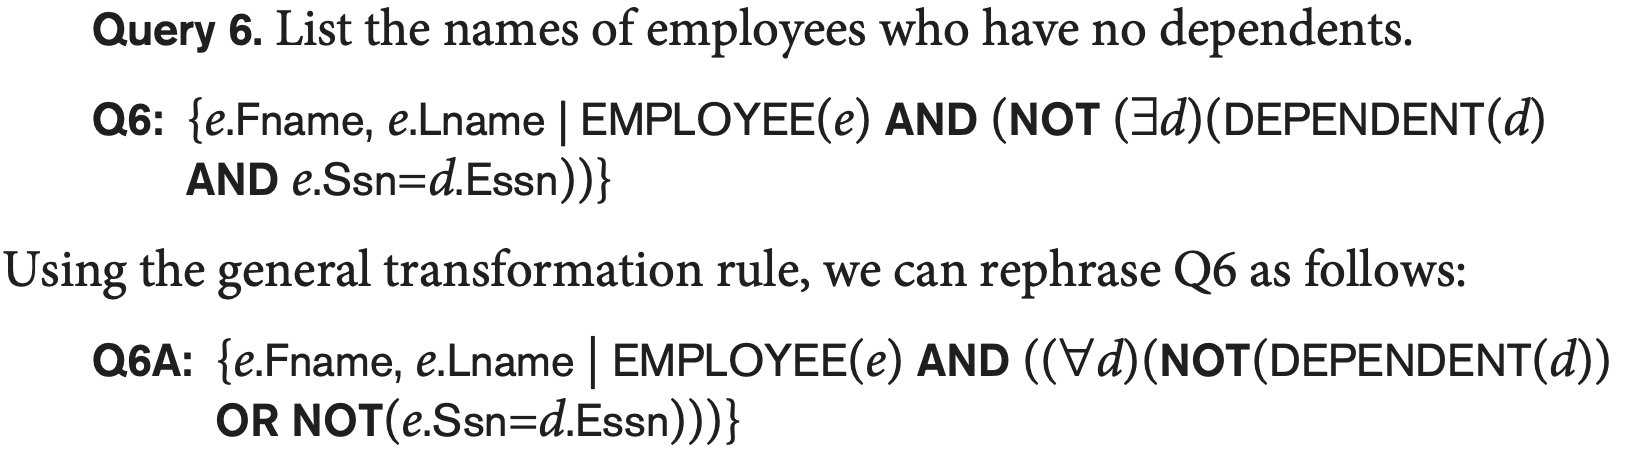 Query 6. List the names of employees who have no dependents.
Q6: {e.Fname, e.Lname | EMPLOYEE(e) AND (NOT (∃d)(DEPENDENT(d)
AND e.Ssn=d.Essn))}
Using the general transformation rule, we can rephrase Q6 as follows:
Q6A: {e.Fname, e.Lname | EMPLOYEE(e) AND ((∀d)(NOT(DEPENDENT(d))
OR NOT(e.Ssn=d.Essn)))}